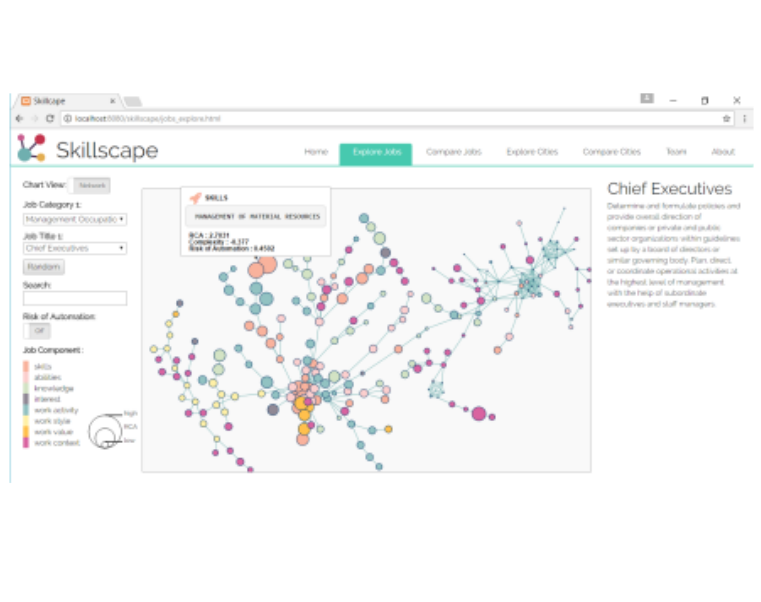 Skillscape
localhost:8080/skillscape/jobs_explore.html
Skillscape
Home
Explore Jobs
Compare Jobs
Explore Cities
Compare Cities
Team
About
Chart View: Network
Job Category 1:
Management Occupatio
Job Title 1:
Chief Executives
Random
Search:
Risk of Automation:
Off
Job Component:
skills
abilities
knowledge
interest
work activity
work style
work value
work context
high
RCA
low
SKILLS
MANAGEMENT OF MATERIAL RESOURCES
RCA : 2.7031
Risk of Automation : 0.4592
Chief Executives
Determine and formulate policies and
provide overall direction of
companies or private and public
sector organizations within guidelines
set up by a board of directors or
similar governing body. Plan, direct,
or coordinate operational activities at
the highest level of management
with the help of subordinate
executives and staff managers.